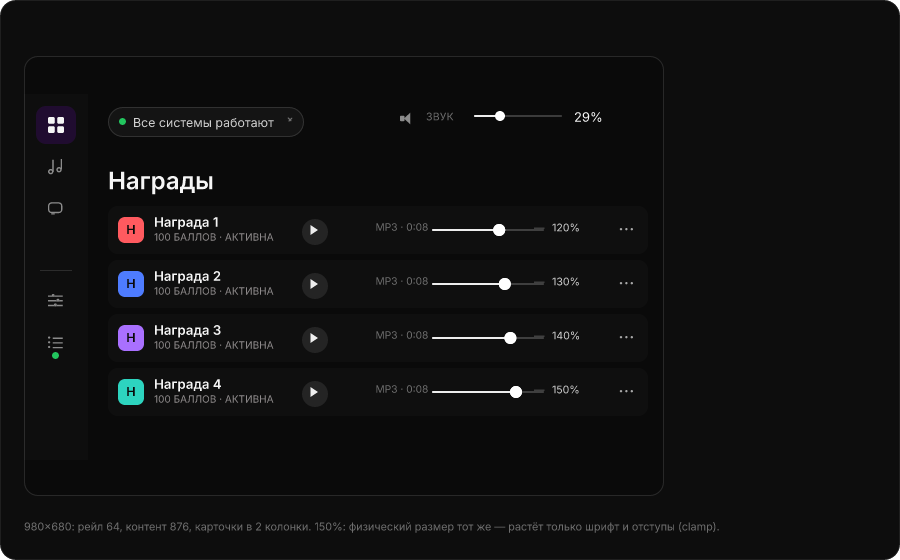 Все системы работают
ЗВУК
29%
Награды
Н
Награда 1
100 БАЛЛОВ · АКТИВНА
MP3 · 0:08
120%
Н
Награда 2
100 БАЛЛОВ · АКТИВНА
MP3 · 0:08
130%
Н
Награда 3
100 БАЛЛОВ · АКТИВНА
MP3 · 0:08
140%
Н
Награда 4
100 БАЛЛОВ · АКТИВНА
MP3 · 0:08
150%
980×680: рейл 64, контент 876, карточки в 2 колонки. 150%: физический размер тот же — растёт только шрифт и отступы (clamp).